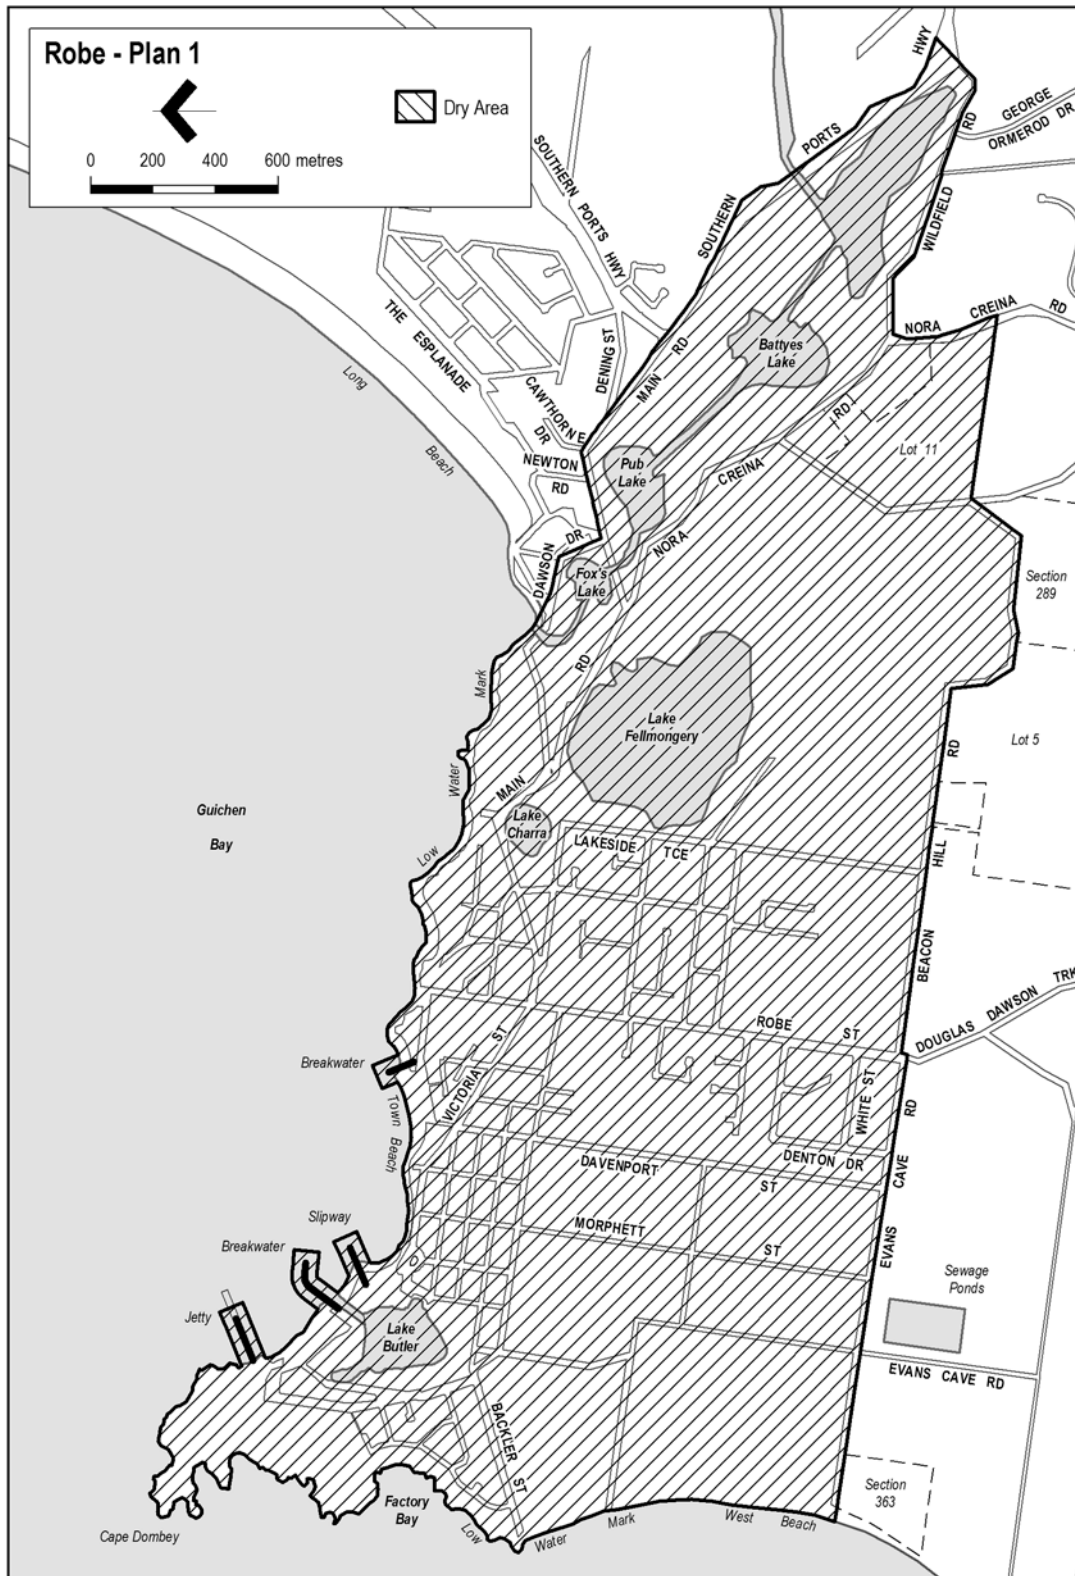 Robe - Plan 1
Dry Area
0 200 400 600 metres
HWY
PORTS
SOUTHERN
GEORGE
ORMEROD DR
RD
WILDFIELD
SOUTHERN PORTS HWY
NORA CREINA RD
THE ESPLANADE
Long
Beach
DENING ST
CAWTHORNE
DR
MAIN RD
Battyes
Lake
NEWTON
RD
Pub
Lake
RD
CREINA
NORA
Lot 11
DAWSON DR
Fox's
Lake
Section
289
RD
Mark
Water
Low
Lake
Fellmongery
Lot 5
RD
HILL
BEACON
MAIN
Lake
Charra
LAKESIDE TCE
Guichen
Bay
ROBE ST
DOUGLAS DAWSON TRK
Breakwater
Town
Beach
VICTORIA ST
WHITE ST
RD
CAVE
EVANS
DENTON DR
DAVENPORT ST
MORPHETT ST
Slipway
Breakwater
Jetty
Lake
Butler
Sewage
Ponds
EVANS CAVE RD
BACKLER ST
Section
363
Factory
Bay
Cape Dombey
Low Water Mark West Beach